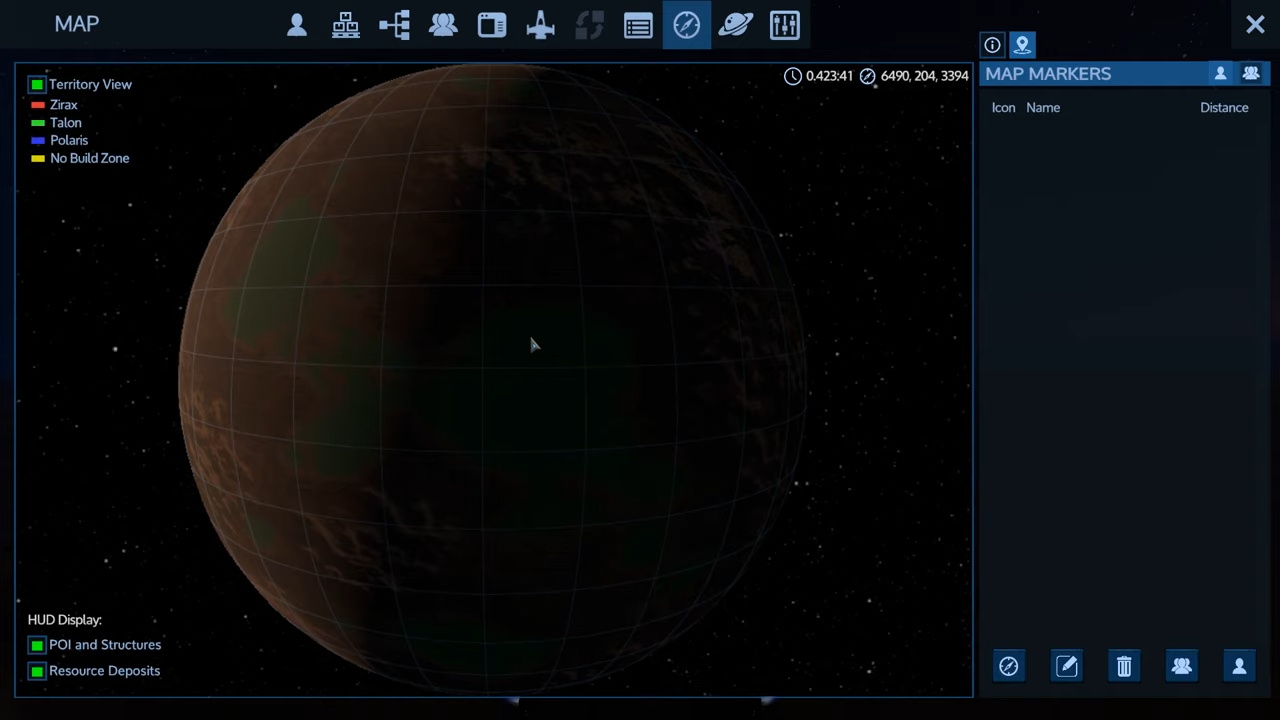 MAP
0.423:41
6490, 204, 3394
Territory View
Zirax
Talon
Polaris
No Build Zone
HUD Display:
POI and Structures
Resource Deposits
MAP MARKERS
Icon Name Distance